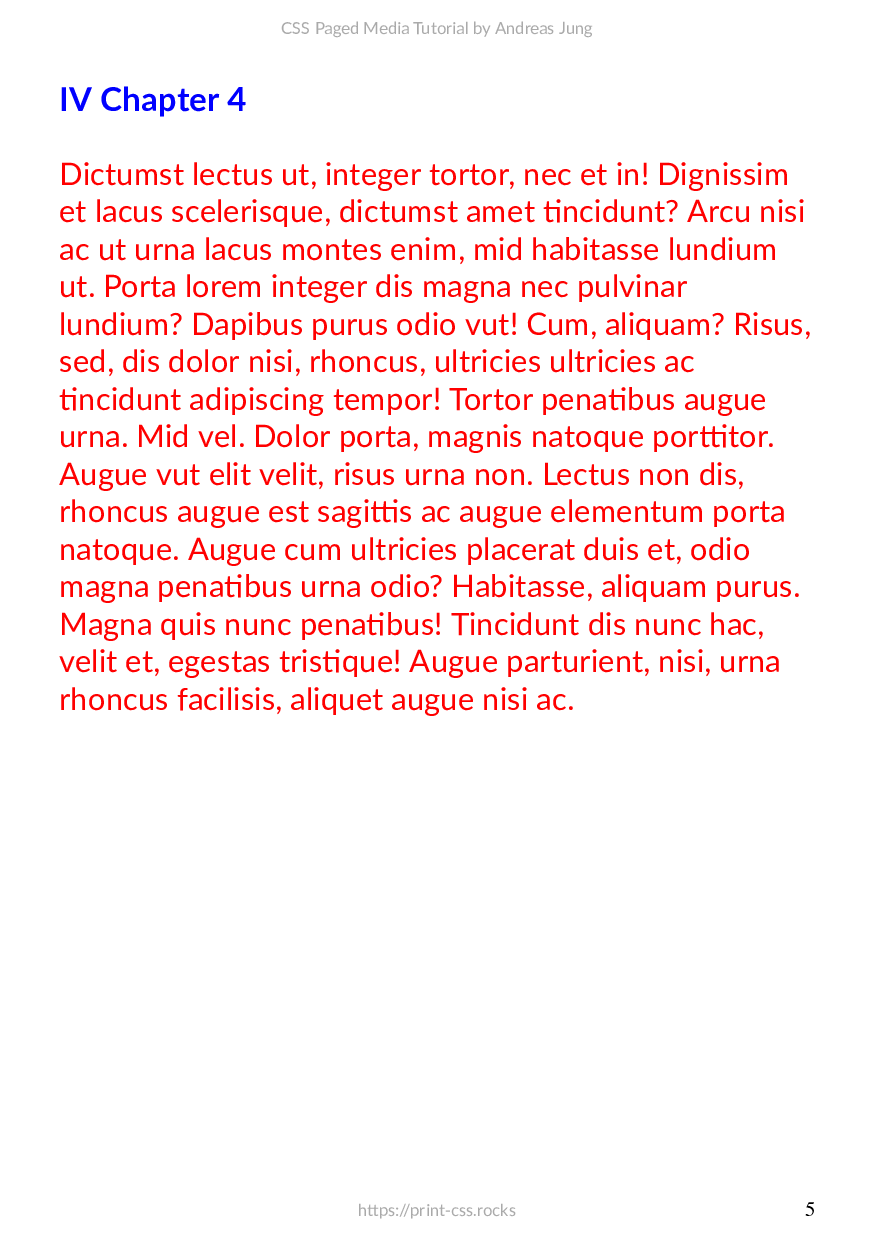 CSS Paged Media Tutorial by Andreas Jung
IV Chapter 4
Dictumst lectus ut, integer tortor, nec et in! Dignissim
et lacus scelerisque, dictumst amet tincidunt? Arcu nisi
ac ut urna lacus montes enim, mid habitasse lundium
ut. Porta lorem integer dis magna nec pulvinar
lundium? Dapibus purus odio vut! Cum, aliquam? Risus,
sed, dis dolor nisi, rhoncus, ultricies ultricies ac
tincidunt adipiscing tempor! Tortor penatibus augue
urna. Mid vel. Dolor porta, magnis natoque porttitor.
Augue vut elit velit, risus urna non. Lectus non dis,
rhoncus augue est sagittis ac augue elementum porta
natoque. Augue cum ultricies placerat duis et, odio
magna penatibus urna odio? Habitasse, aliquam purus.
Magna quis nunc penatibus! Tincidunt dis nunc hac,
velit et, egestas tristique! Augue parturient, nisi, urna
rhoncus facilisis, aliquet augue nisi ac.
https://print-css.rocks
5